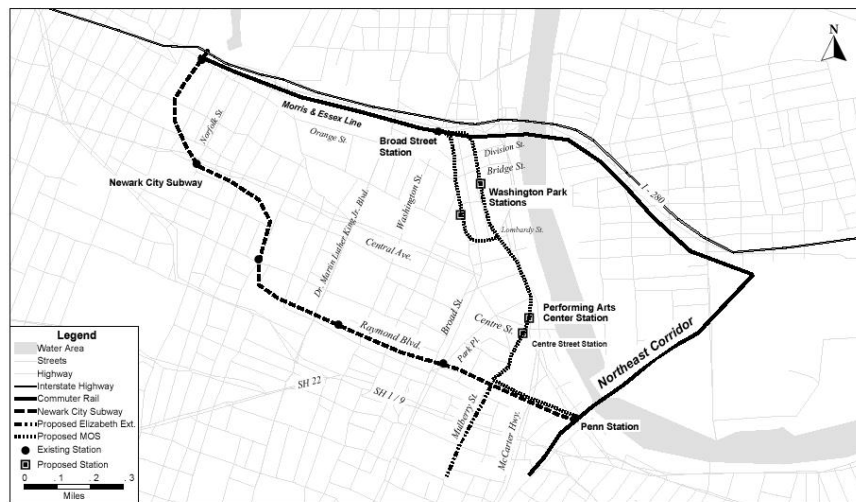 N
Morris & Essex Line
Norfolk St.
Orange St.
Broad Street
Station
Division St.
Bridge St.
Newark City Subway
Washington Park
Stations
I - 280
Dr. Martin Luther King Jr. Blvd.
Washington St.
Lombardy St.
Central Ave.
Performing Arts
Center Station
Broad St.
Centre St.
Centre Street Station
Raymond Blvd.
Park Pl.
Northeast Corridor
SH 22
SH 1 / 9
Mulberry St.
McCarter Hwy.
Penn Station
Legend
Water Area
Streets
Highway
Interstate Highway
Commuter Rail
Newark City Subway
Proposed Elizabeth Ext.
Proposed MOS
Existing Station
Proposed Station
0 .1 .2 .3
Miles